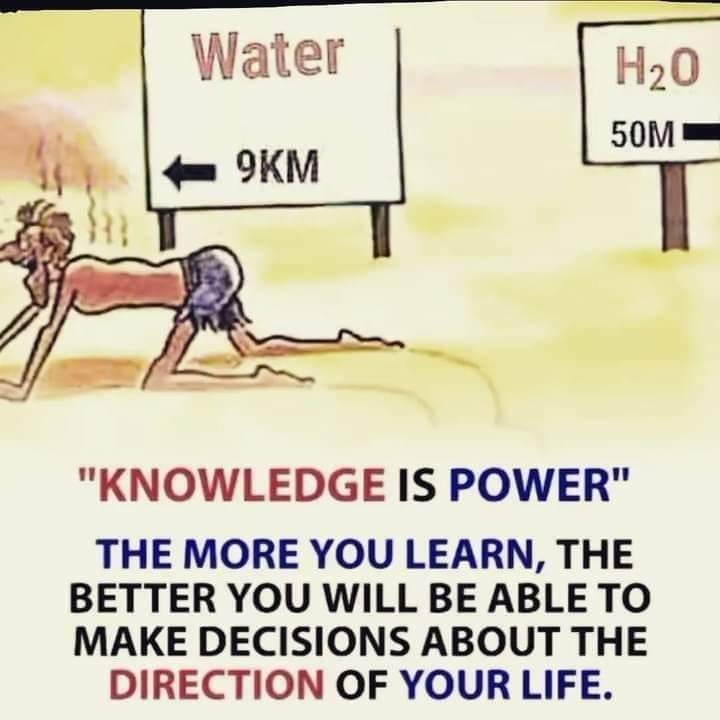 Water
← 9KM
H₂O
50M
"KNOWLEDGE IS POWER"
THE MORE YOU LEARN, THE
BETTER YOU WILL BE ABLE TO
MAKE DECISIONS ABOUT THE
DIRECTION OF YOUR LIFE.